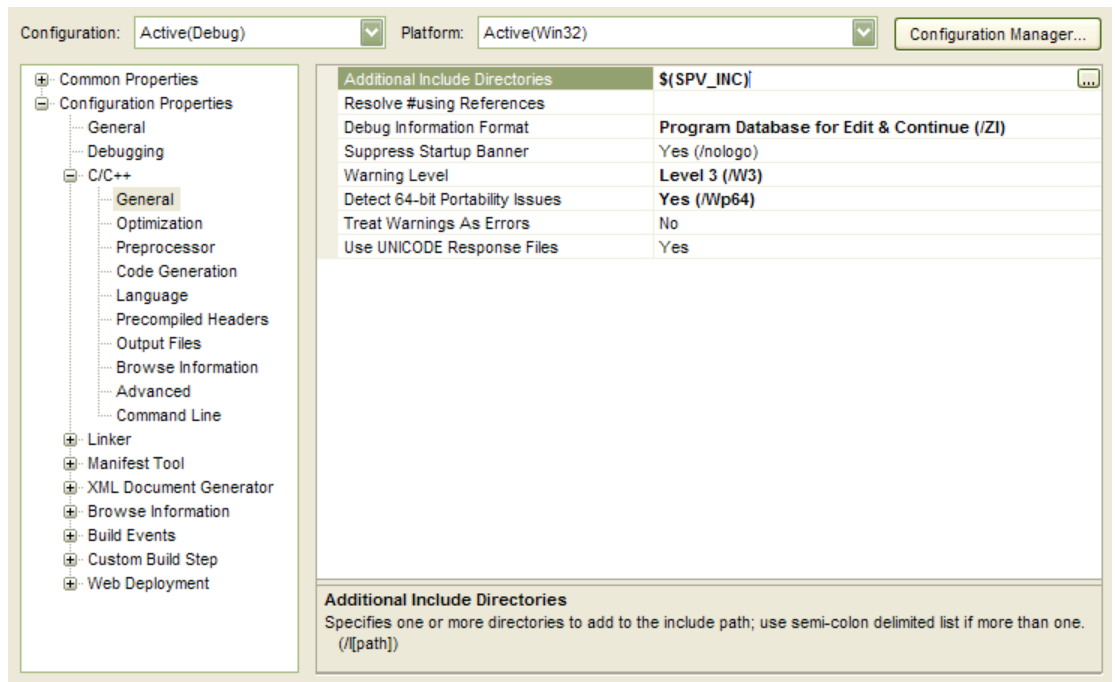 Configuration: Active(Debug) Platform: Active(Win32) Configuration Manager...
Common Properties
Configuration Properties
General
Debugging
C/C++
General
Optimization
Preprocessor
Code Generation
Language
Precompiled Headers
Output Files
Browse Information
Advanced
Command Line
Linker
Manifest Tool
XML Document Generator
Browse Information
Build Events
Custom Build Step
Web Deployment
Additional Include Directories $(SPV_INC) ...
Resolve #using References
Debug Information Format Program Database for Edit & Continue (/ZI)
Suppress Startup Banner Yes (/nologo)
Warning Level Level 3 (/W3)
Detect 64-bit Portability Issues Yes (/Wp64)
Treat Warnings As Errors No
Use UNICODE Response Files Yes
Additional Include Directories
Specifies one or more directories to add to the include path; use semi-colon delimited list if more than one.
(/I[path])